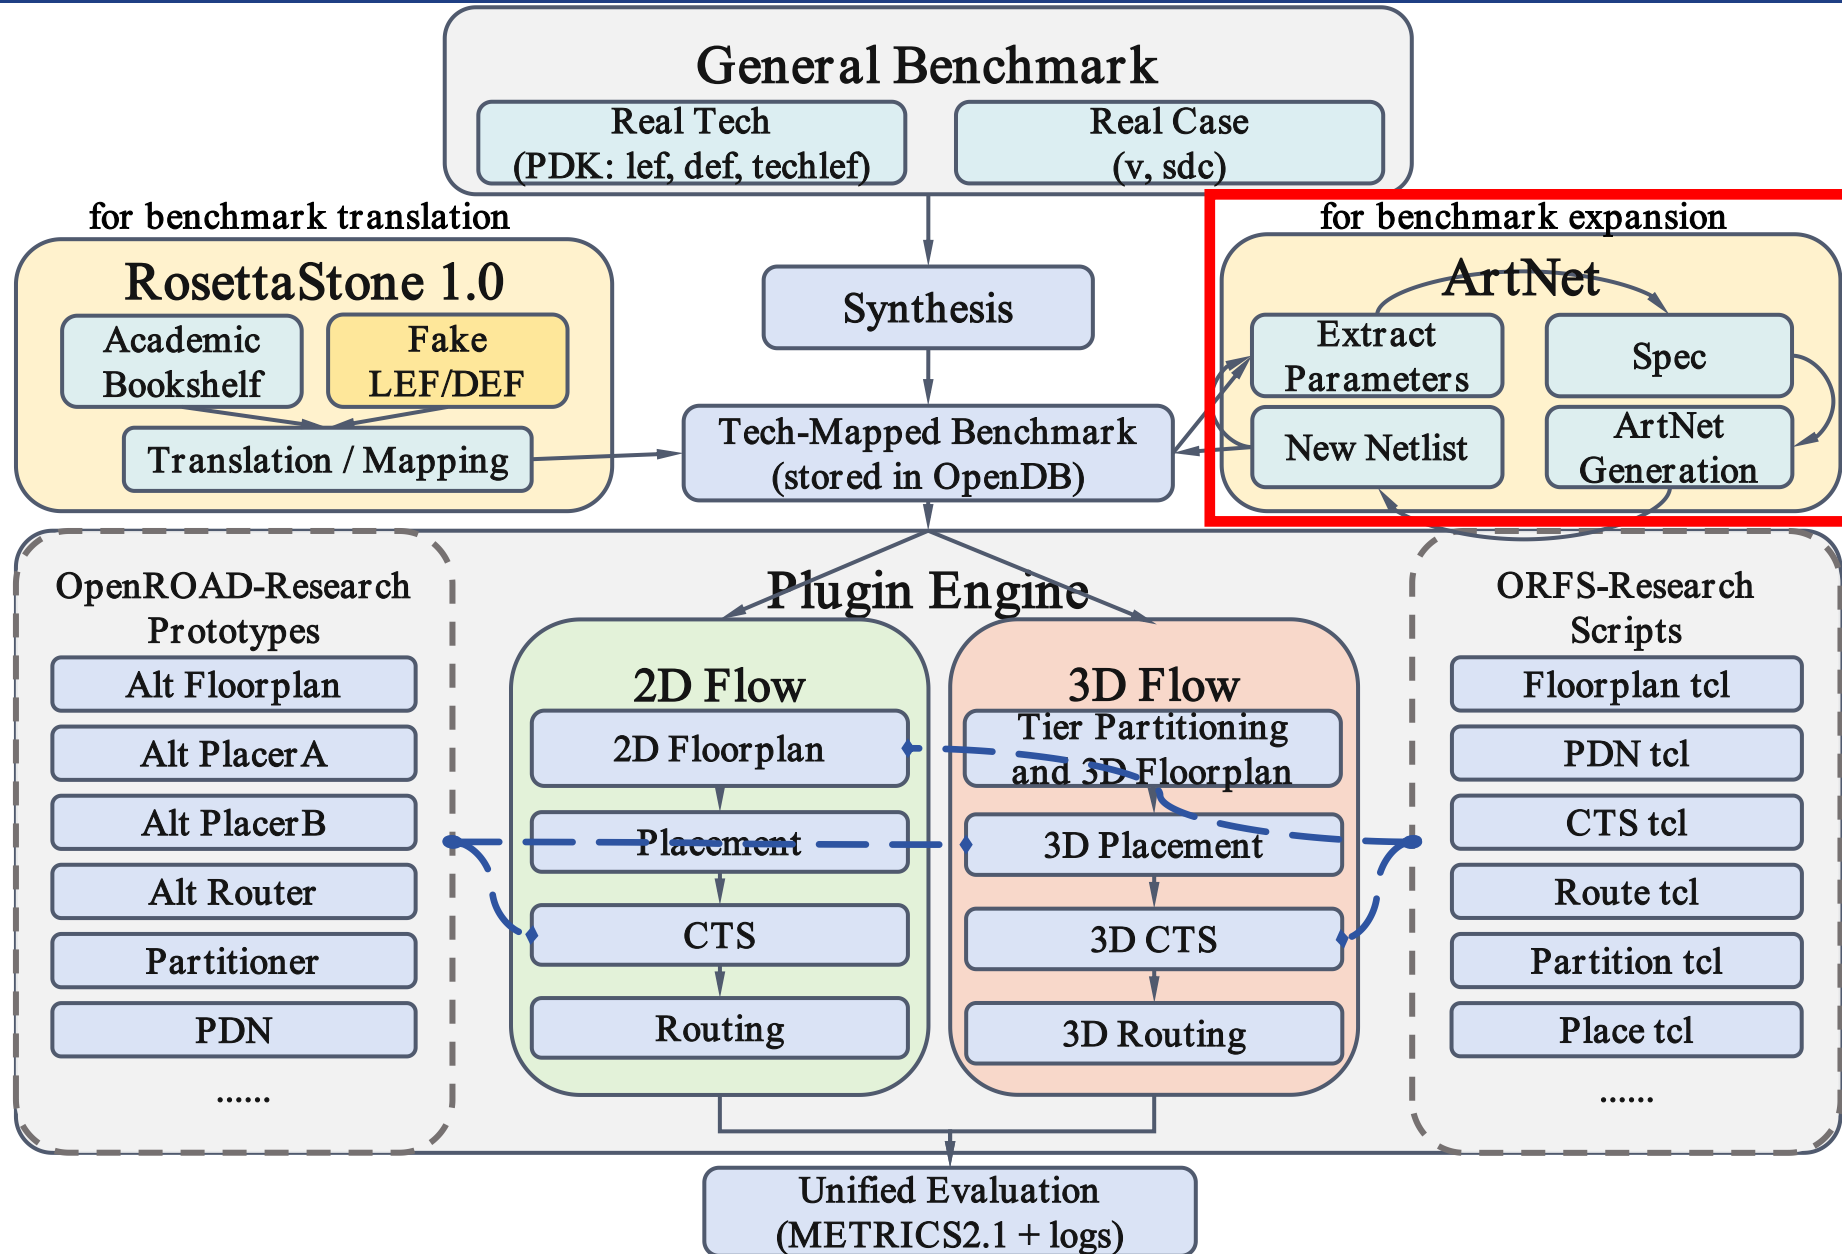 General Benchmark
Real Tech
(PDK: lef, def, techlef)
Real Case
(v, sdc)
for benchmark translation
RosettaStone 1.0
Academic
Bookshelf
Fake
LEF/DEF
Translation / Mapping
Synthesis
Tech-Mapped Benchmark
(stored in OpenDB)
for benchmark expansion
ArtNet
Extract
Parameters
Spec
New Netlist
ArtNet
Generation
Plugin Engine
OpenROAD-Research
Prototypes
Alt Floorplan
Alt PlacerA
Alt PlacerB
Alt Router
Partitioner
PDN
......
2D Flow
2D Floorplan
Placement
CTS
Routing
3D Flow
Tier Partitioning
and 3D Floorplan
3D Placement
3D CTS
3D Routing
ORFS-Research
Scripts
Floorplan tcl
PDN tcl
CTS tcl
Route tcl
Partition tcl
Place tcl
......
Unified Evaluation
(METRICS2.1 + logs)